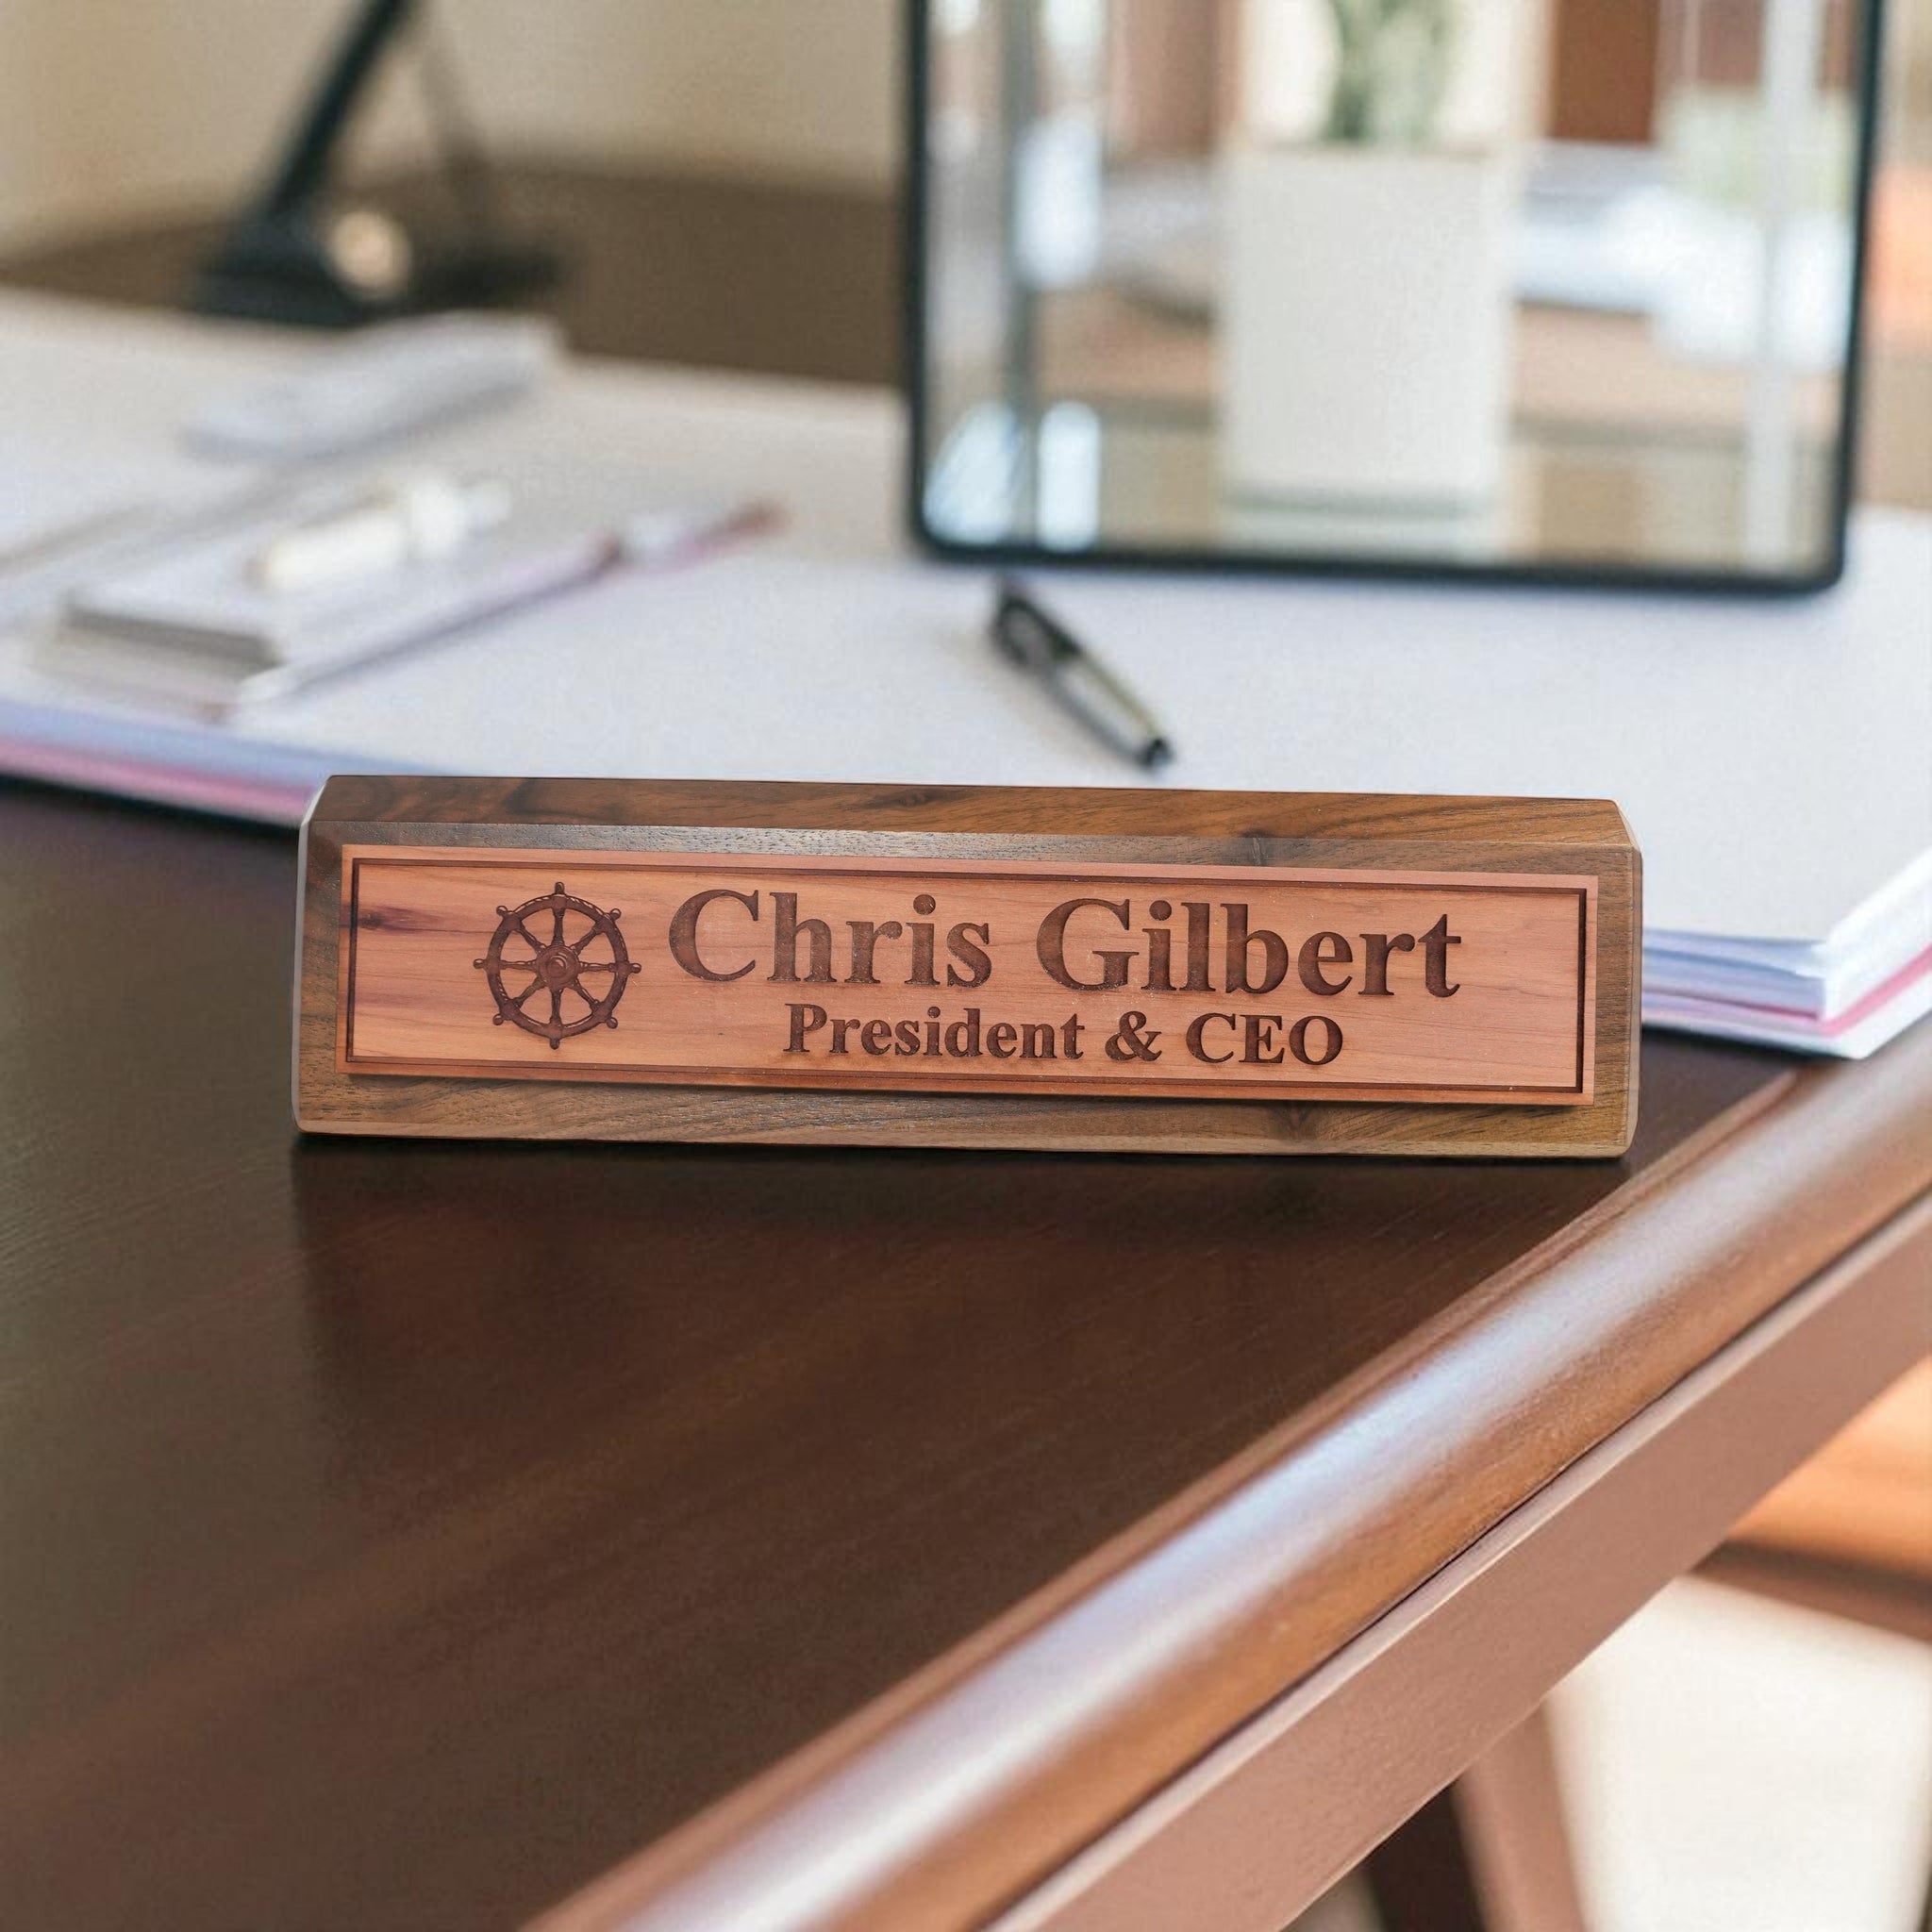 Chris Gilbert
President & CEO